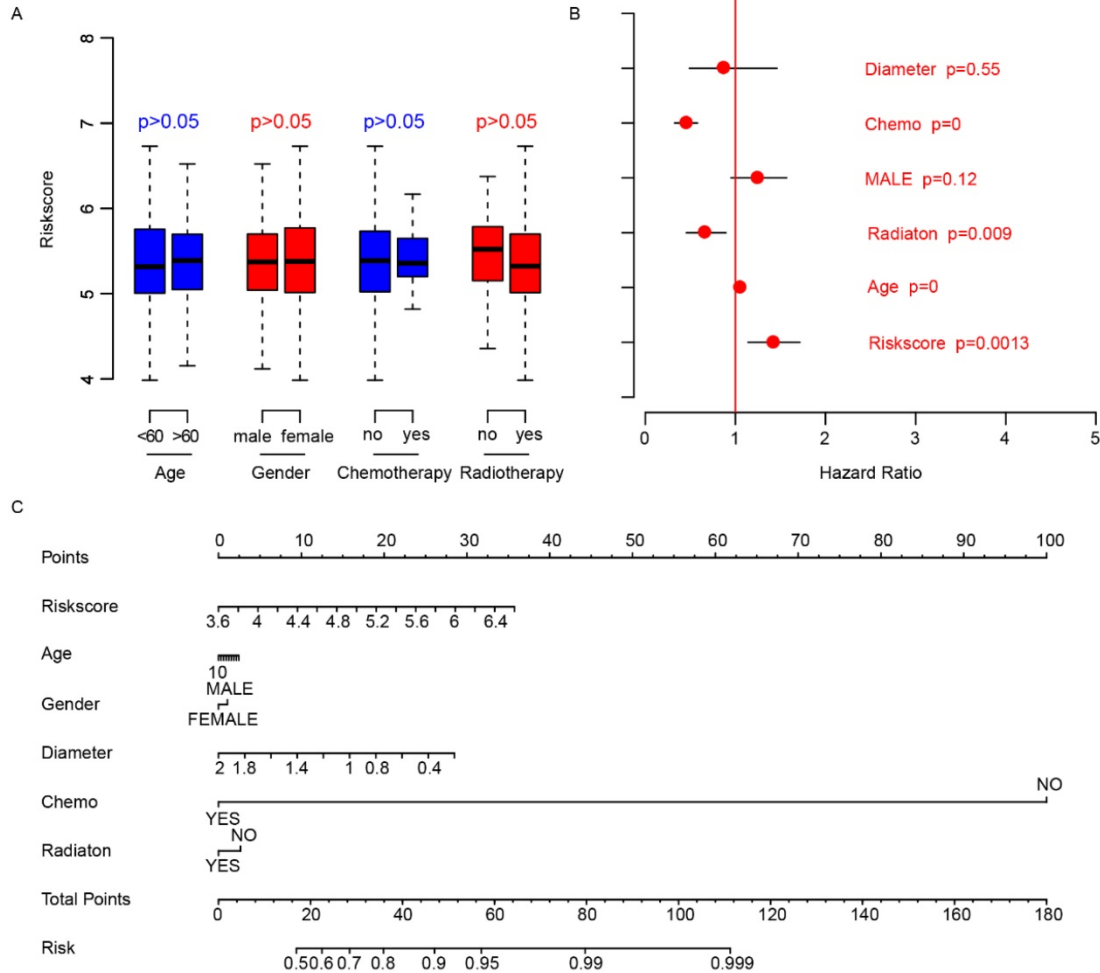 A
Riskscore
8
7
6
5
4
p>0.05 p>0.05 p>0.05 p>0.05
<60 >60 male female no yes no yes
Age Gender Chemotherapy Radiotherapy
B
Diameter p=0.55
Chemo p=0
MALE p=0.12
Radiaton p=0.009
Age p=0
Riskscore p=0.0013
0 1 2 3 4 5
Hazard Ratio
C
Points 0 10 20 30 40 50 60 70 80 90 100
Riskscore
3.6 4 4.4 4.8 5.2 5.6 6 6.4
Age
10
MALE
Gender
FEMALE
Diameter
2 1.8 1.4 1 0.8 0.4
NO
Chemo
YES
NO
Radiaton
YES
Total Points
0 20 40 60 80 100 120 140 160 180
Risk
0.50.6 0.7 0.8 0.9 0.95 0.99 0.999